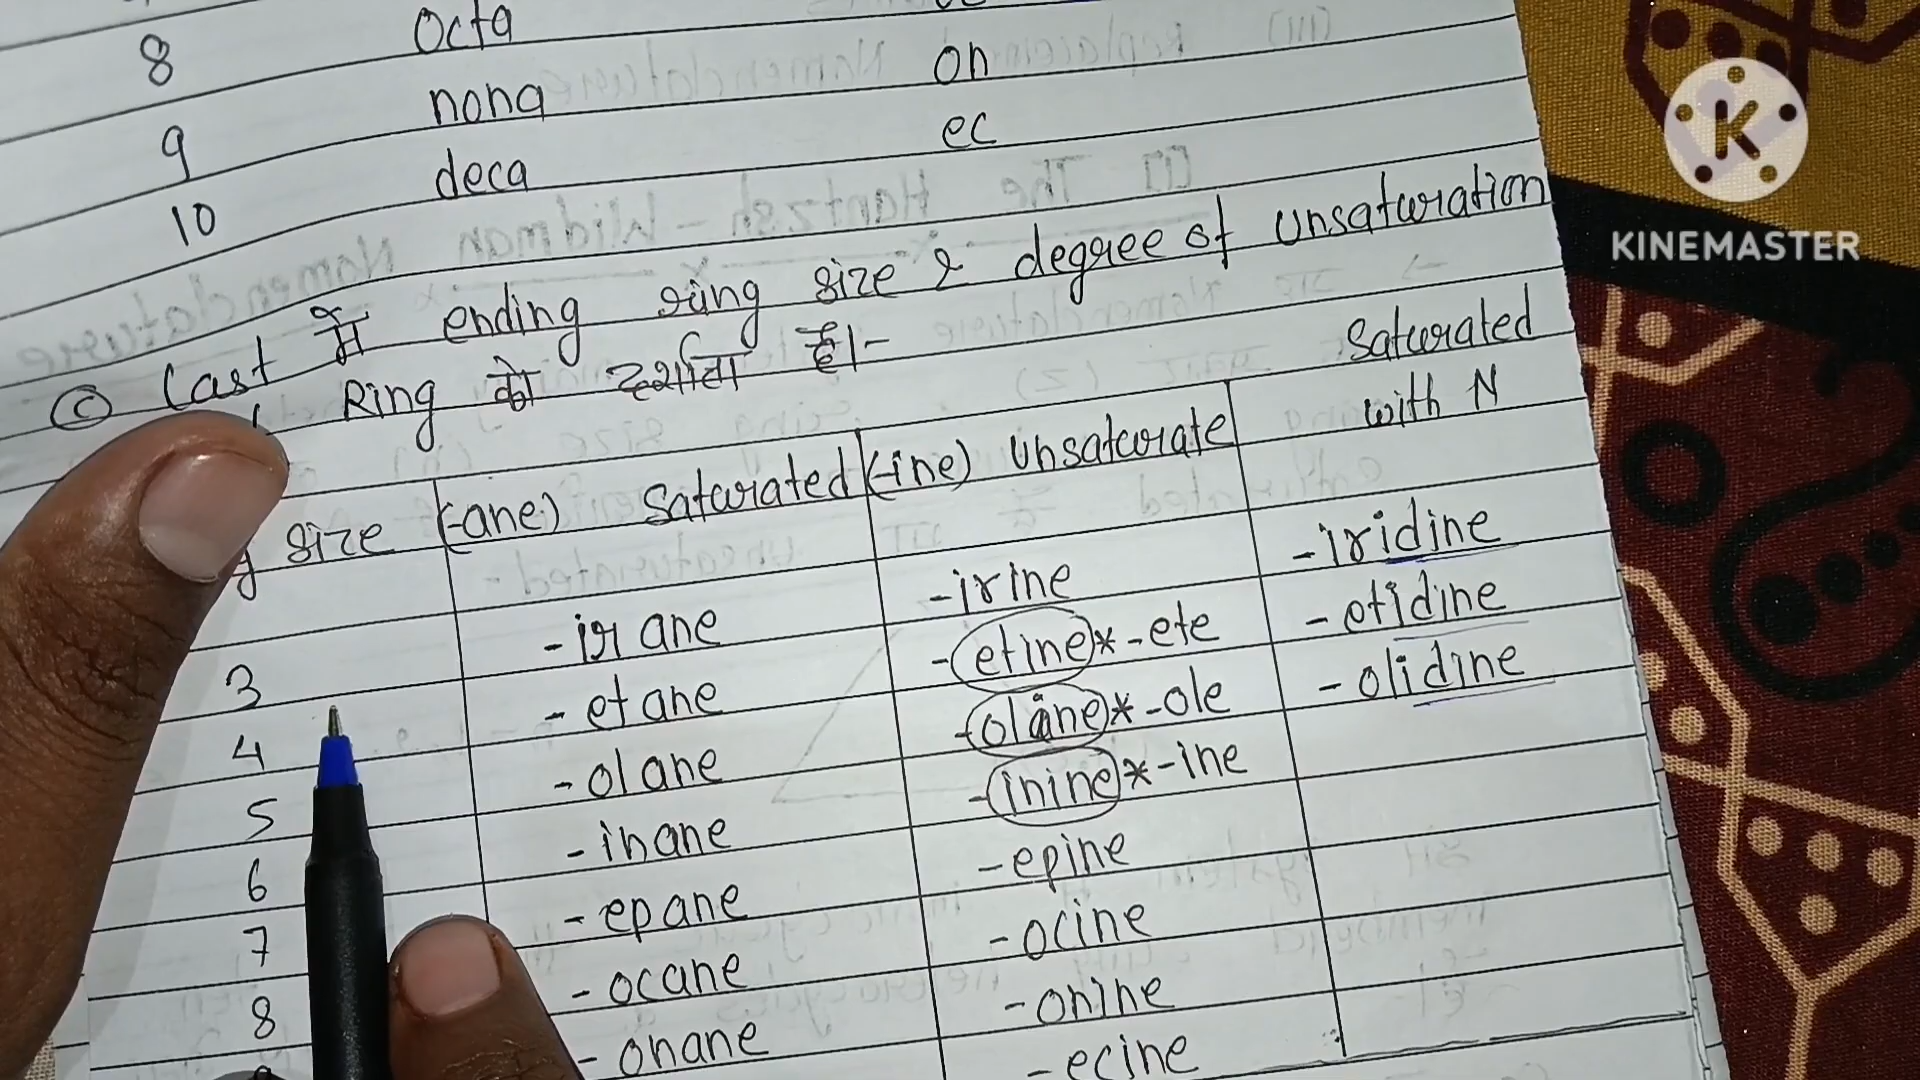 8 Octa
9 nona on
10 deca ec
KINEMASTER
© Last में ending ring size & degree of unsaturation
Ring को दर्शाता है।-
size (-ane) saturated (-ine) unsaturate saturated with N
3 -irane -irine -iridine
4 -etane -etine*-ete -etidine
5 -olane -olane*-ole -olidine
6 -inane -inine*-ine
7 -epane -epine
8 -ocane -ocine
-onane -onine
-ecine